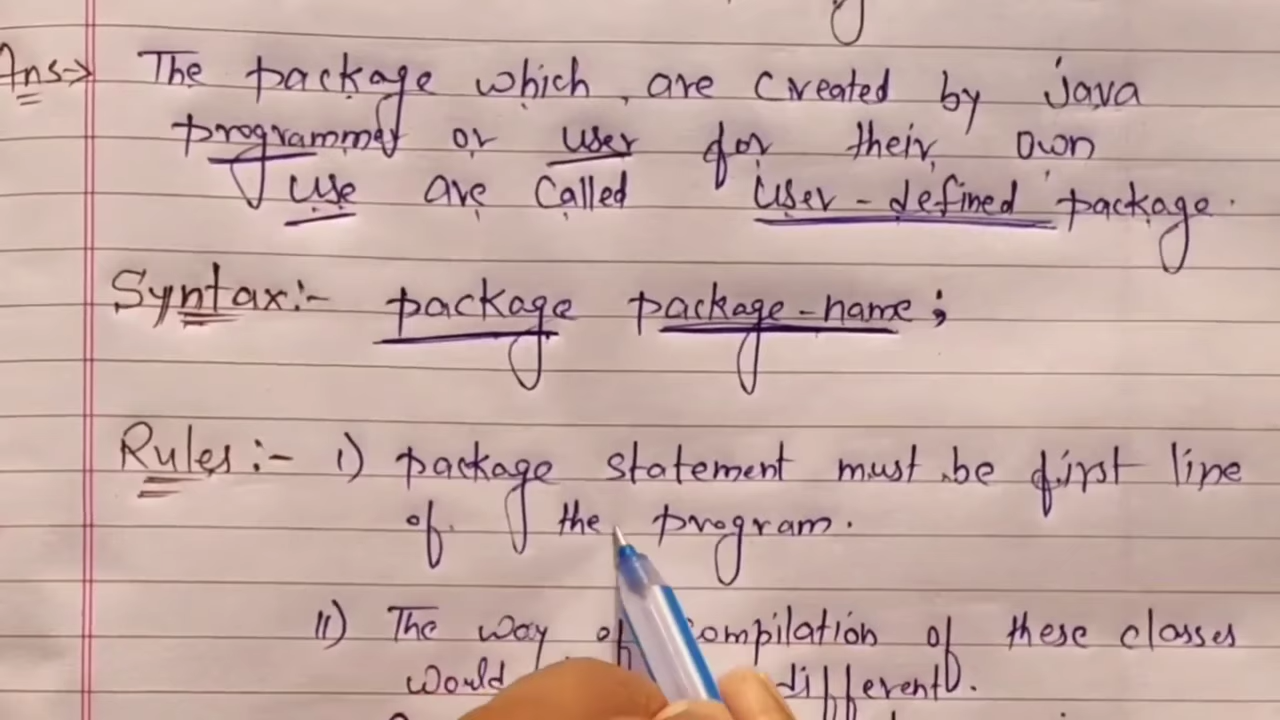 Ans→ The package which are created by java
programmer or user for their own
use are called user-defined package.
Syntax:- package package-name;
Rules:- i) package statement must be first line
of the program.
ii) The way of compilation of these classes
would different.